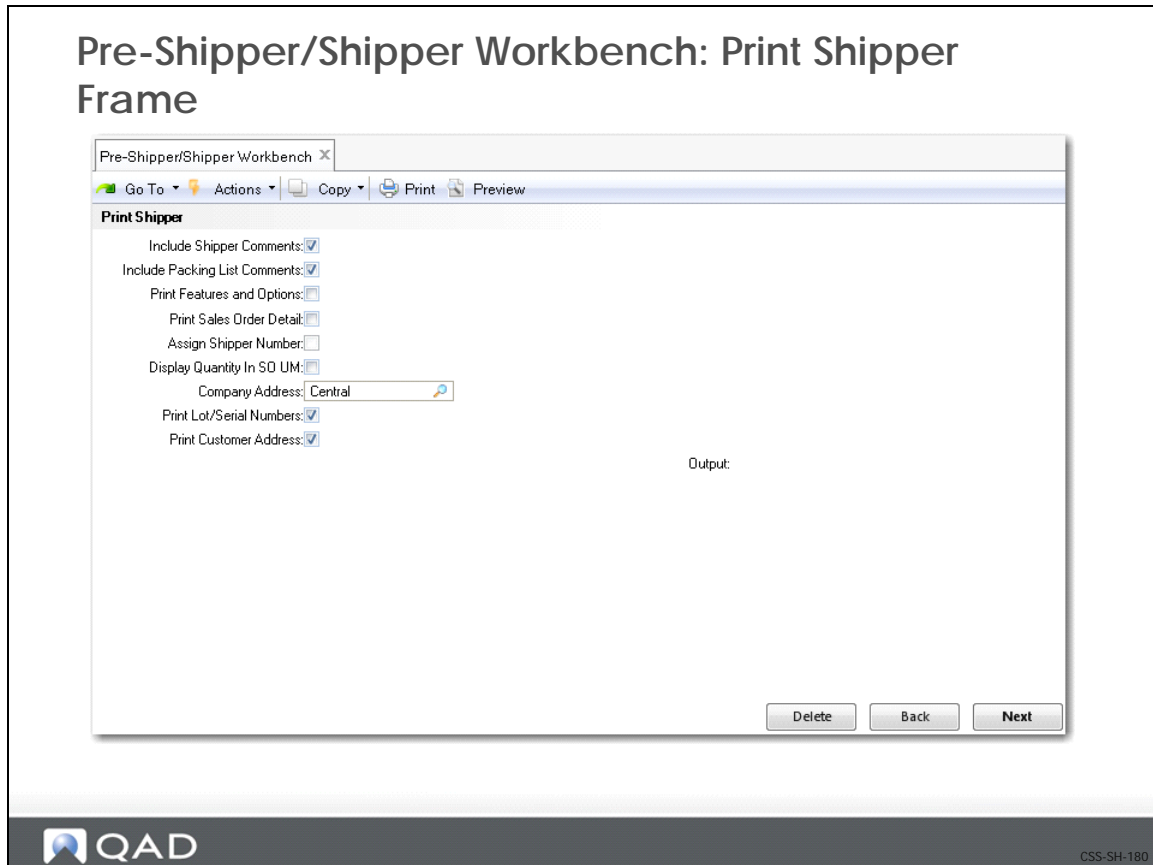 Pre-Shipper/Shipper Workbench: Print Shipper
Frame
Pre-Shipper/Shipper Workbench
Go To Actions Copy Print Preview
Print Shipper
Include Shipper Comments:
Include Packing List Comments:
Print Features and Options:
Print Sales Order Detail:
Assign Shipper Number:
Display Quantity In SO UM:
Company Address: Central
Print Lot/Serial Numbers:
Print Customer Address:
Output:
Delete Back Next
QAD
CSS-SH-180